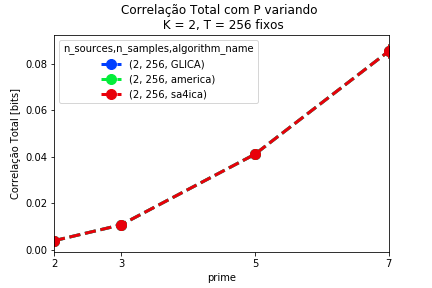 Correlação Total com P variando
K = 2, T = 256 fixos
n_sources,n_samples,algorithm_name
(2, 256, GLICA)
(2, 256, america)
(2, 256, sa4ica)
Correlação Total [bits]
0.08
0.06
0.04
0.02
0.00
2 3 5 7
prime